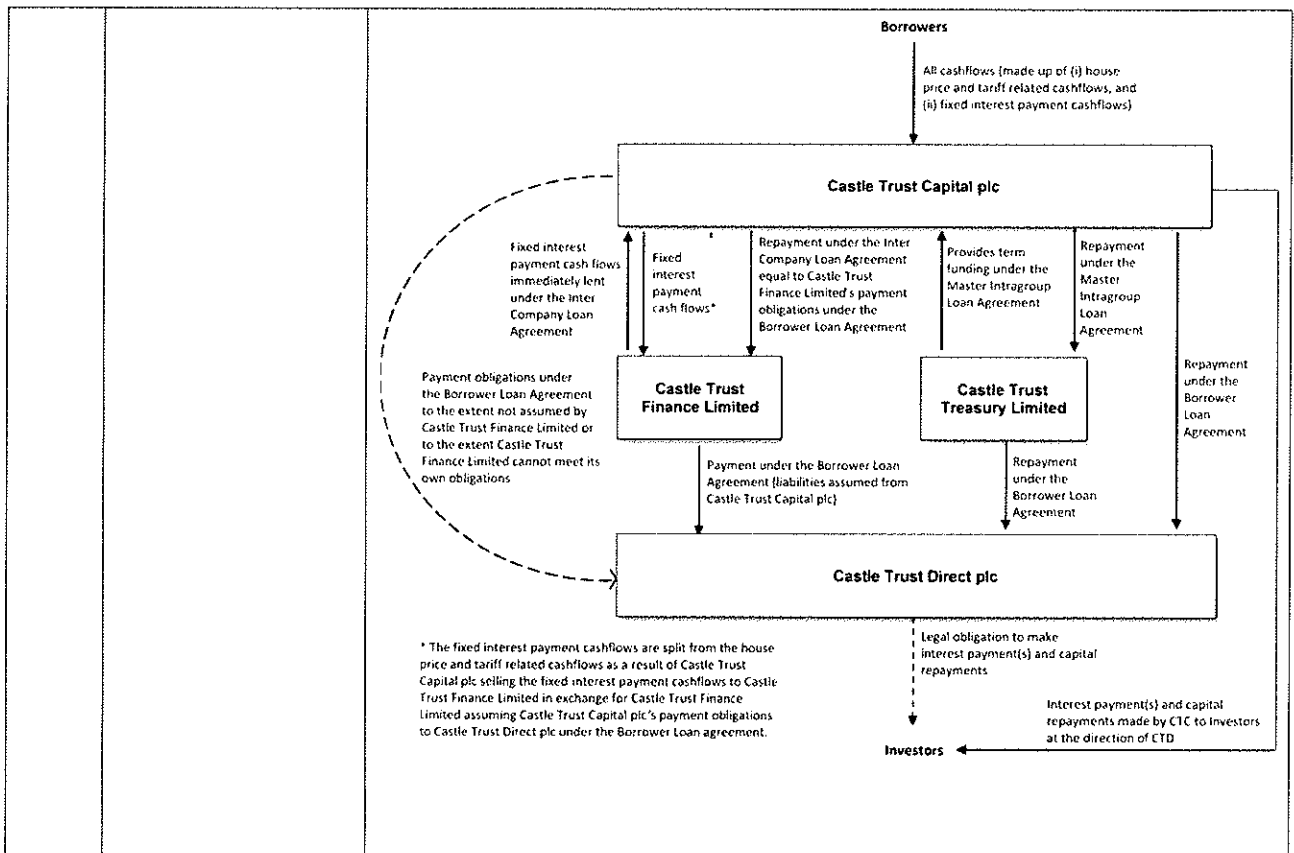 Borrowers
All cashflows (made up of (i) house
price and tariff related cashflows, and
(ii) fixed interest payment cashflows)
Castle Trust Capital plc
Fixed interest
payment cash flows
immediately lent
under the Inter
Company Loan
Agreement
Fixed
interest
payment
cash flows*
Repayment under the Inter
Company Loan Agreement
equal to Castle Trust
Finance Limited's payment
obligations under the
Borrower Loan Agreement
Provides term
funding under the
Master Intragroup
Loan Agreement
Repayment
under the
Master
Intragroup
Loan
Agreement
Repayment
under the
Borrower
Loan
Agreement
Payment obligations under
the Borrower Loan Agreement
to the extent not assumed by
Castle Trust Finance Limited or
to the extent Castle Trust
Finance Limited cannot meet its
own obligations
Castle Trust
Finance Limited
Castle Trust
Treasury Limited
Payment under the Borrower Loan
Agreement (liabilities assumed from
Castle Trust Capital plc)
Repayment
under the
Borrower Loan
Agreement
Castle Trust Direct plc
* The fixed interest payment cashflows are split from the house
price and tariff related cashflows as a result of Castle Trust
Capital plc selling the fixed interest payment cashflows to Castle
Trust Finance Limited in exchange for Castle Trust Finance
Limited assuming Castle Trust Capital plc's payment obligations
to Castle Trust Direct plc under the Borrower Loan agreement.
Legal obligation to make
interest payment(s) and capital
repayments
Interest payment(s) and capital
repayments made by CTC to Investors
at the direction of CTD
Investors